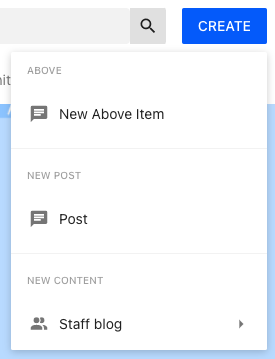 CREATE
ABOVE
New Above Item
NEW POST
Post
NEW CONTENT
Staff blog